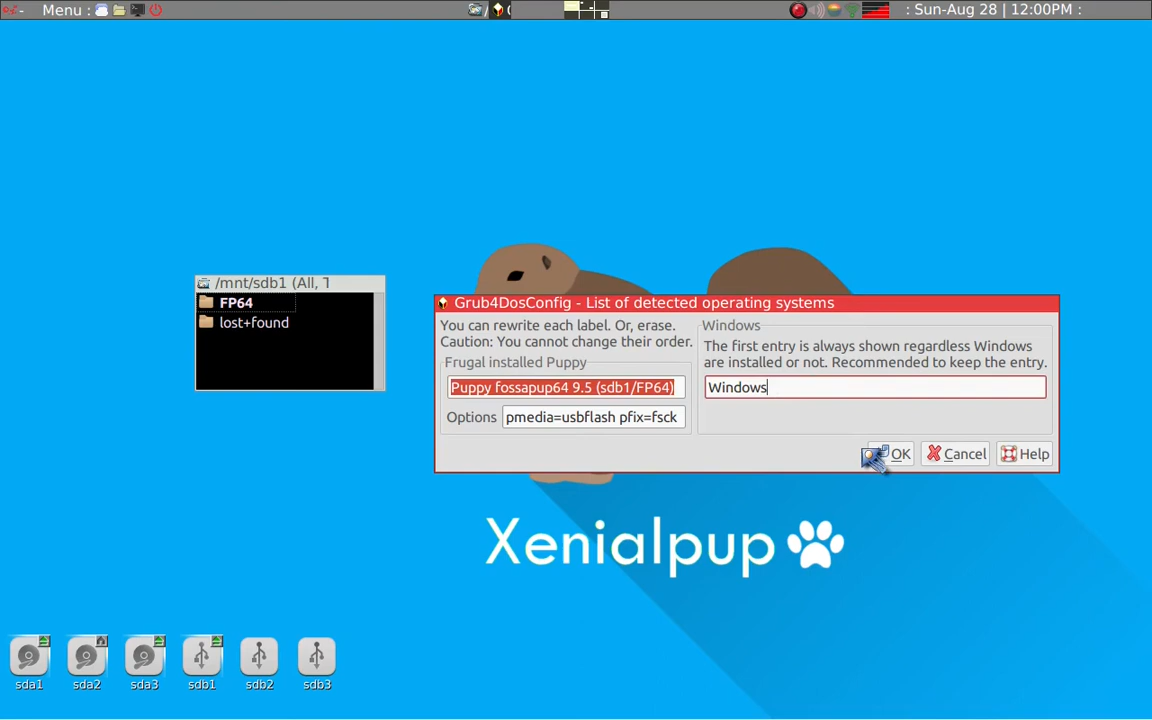 Menu :
: Sun-Aug 28 | 12:00PM :
/mnt/sdb1 (All, T
FP64
lost+found
Grub4DosConfig - List of detected operating systems
You can rewrite each label. Or, erase.
Caution: You cannot change their order.
Frugal installed Puppy
Puppy fossapup64 9.5 (sdb1/FP64)
Options pmedia=usbflash pfix=fsck
Windows
The first entry is always shown regardless Windows
are installed or not. Recommended to keep the entry.
Windows
OK Cancel Help
Xenialpup
sda1 sda2 sda3 sdb1 sdb2 sdb3